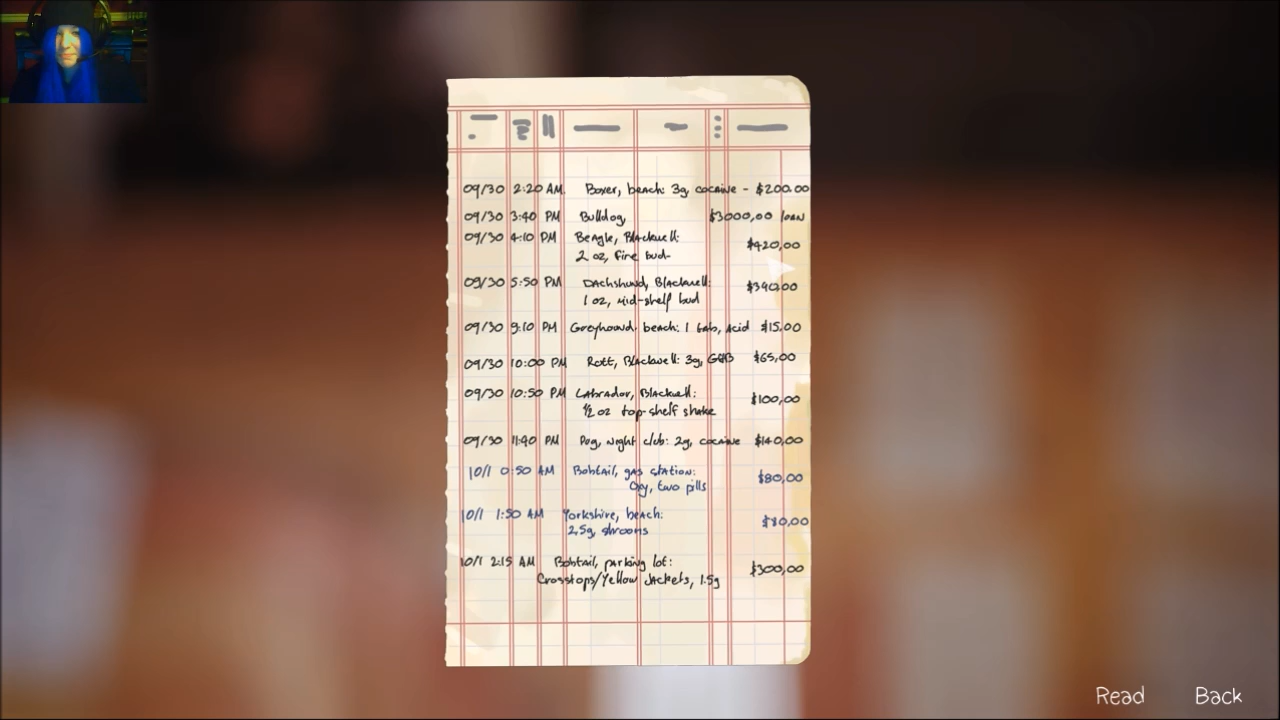 09/30 2:20 AM. Boxer, beach: 3g, cocaine - $200.00
09/30 3:40 PM Bulldog, $3000,00 loan
09/30 4:10 PM Beagle, Blackwell:
2 oz, fire bud- $420,00
09/30 5:50 PM Dachshund, Blackwell: $340.00
1 oz, mid-shelf bud
09/30 9:10 PM Greyhound, beach: 1 tab, acid $15.00
09/30 10:00 PM Rott, Blackwell: 3g, GHB $65,00
09/30 10:50 PM Labrador, Blackwell: $100,00
1/2 oz top-shelf shake
09/30 11:40 PM Pug, night club: 2g, cocaine $140,00
10/1 0:50 AM Bobtail, gas station: $80,00
Oxy, two pills
10/1 1:50 AM Yorkshire, beach:
2,5g, shrooms
10/1 2:15 AM Bobtail, parking lot: $300,00
Crosstops/Yellow Jackets, 1.5g
Read Back